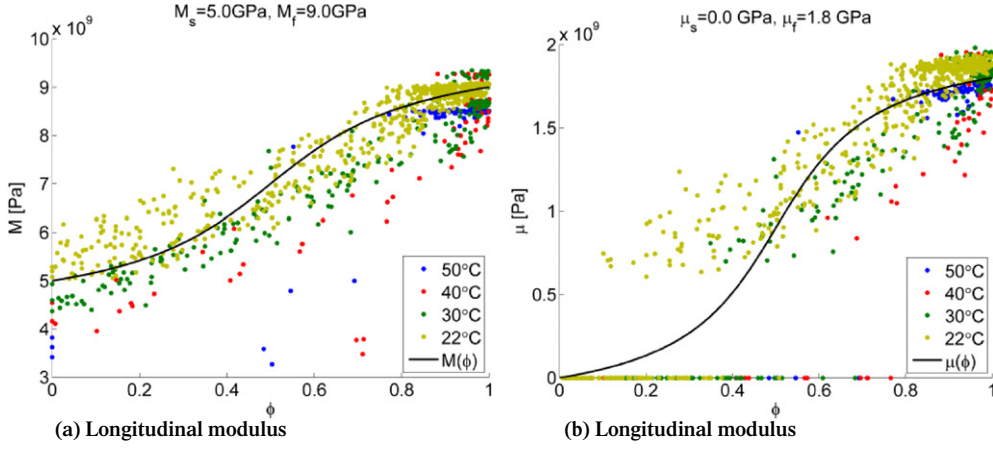 M_s=5.0GPa, M_f=9.0GPa
x 10^9
10
9
8
7
6
5
4
3
M [Pa]
0 0.2 0.4 0.6 0.8 1
ϕ
50°C
40°C
30°C
22°C
M(ϕ)
(a) Longitudinal modulus
μ_s=0.0 GPa, μ_f=1.8 GPa
x 10^9
2
1.5
1
0.5
0
μ [Pa]
0 0.2 0.4 0.6 0.8 1
ϕ
50°C
40°C
30°C
22°C
μ(ϕ)
(b) Longitudinal modulus